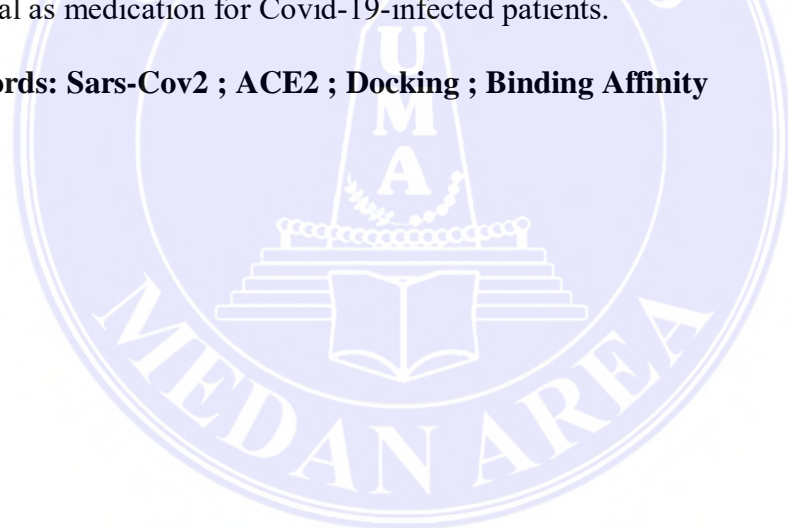 al as medication for Covid-19-infected patients.
ords: Sars-Cov2 ; ACE2 ; Docking ; Binding Affinity
U
M
A
MEDAN AREA